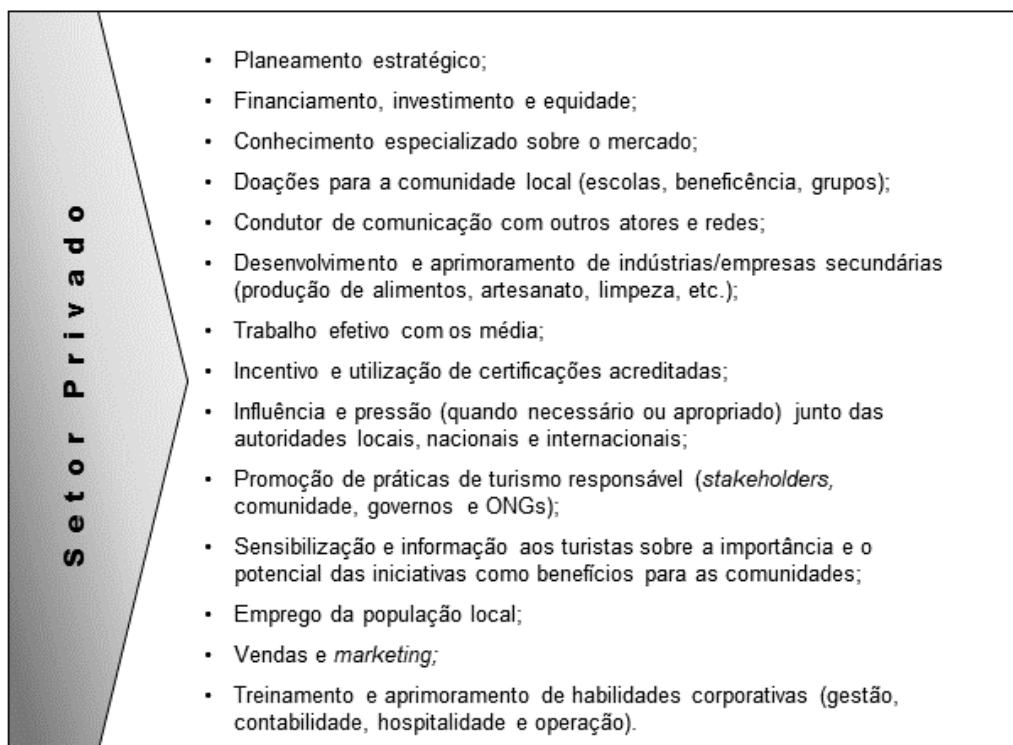 Setor Privado
• Planeamento estratégico;
• Financiamento, investimento e equidade;
• Conhecimento especializado sobre o mercado;
• Doações para a comunidade local (escolas, beneficência, grupos);
• Condutor de comunicação com outros atores e redes;
• Desenvolvimento e aprimoramento de indústrias/empresas secundárias
(produção de alimentos, artesanato, limpeza, etc.);
• Trabalho efetivo com os média;
• Incentivo e utilização de certificações acreditadas;
• Influência e pressão (quando necessário ou apropriado) junto das
autoridades locais, nacionais e internacionais;
• Promoção de práticas de turismo responsável (stakeholders,
comunidade, governos e ONGs);
• Sensibilização e informação aos turistas sobre a importância e o
potencial das iniciativas como benefícios para as comunidades;
• Emprego da população local;
• Vendas e marketing;
• Treinamento e aprimoramento de habilidades corporativas (gestão,
contabilidade, hospitalidade e operação).